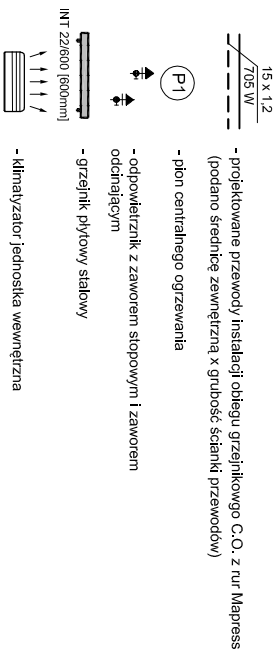 15 x 1,2
705 W
- projektowane przewody instalacji obiegu grzejnikowgo C.O. z rur Mapress
(podano średnicę zewnętrzną x grubość ścianki przewodów)
P1
- pion centralnego ogrzewania
- odpowietrznik z zaworem stopowym i zaworem
odcinającym
INT 22/600 [600mm]
- grzejnik płytowy stalowy
- klimatyzator jednostka wewnętrzna